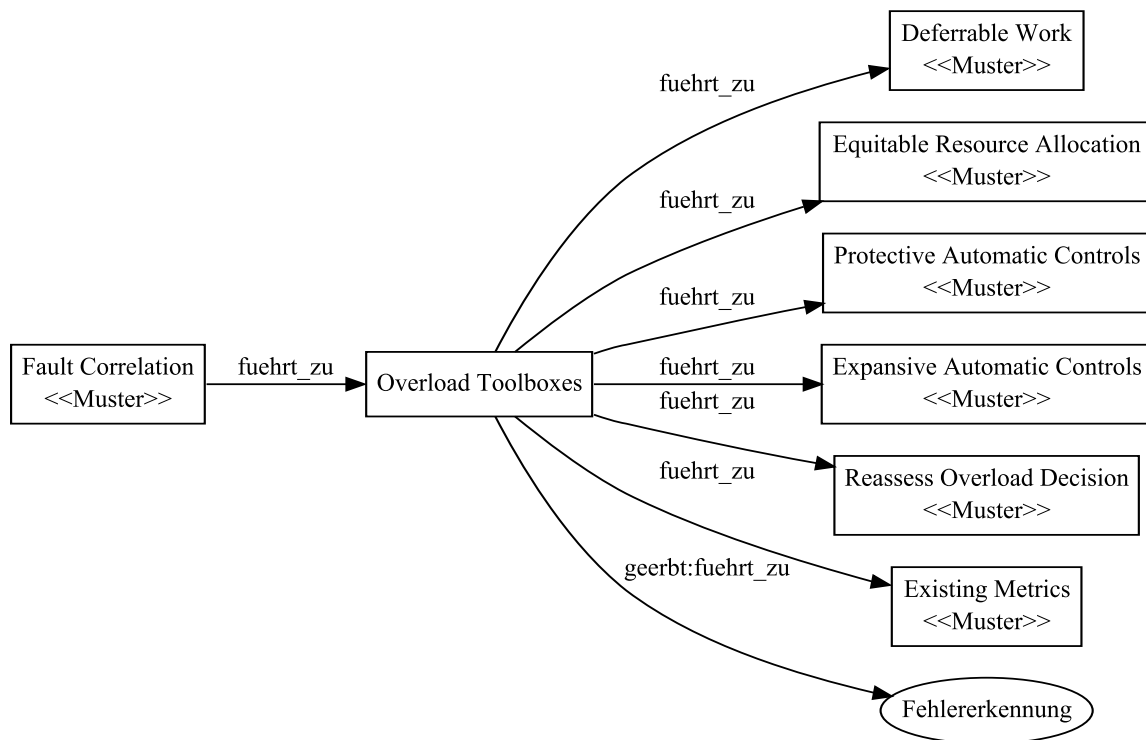 Deferrable Work
<<Muster>>
fuehrt_zu
Equitable Resource Allocation
<<Muster>>
fuehrt_zu
Protective Automatic Controls
<<Muster>>
fuehrt_zu
Fault Correlation
<<Muster>>
fuehrt_zu
Overload Toolboxes
fuehrt_zu
Expansive Automatic Controls
<<Muster>>
fuehrt_zu
Reassess Overload Decision
<<Muster>>
fuehrt_zu
Existing Metrics
<<Muster>>
geerbt:fuehrt_zu
Fehlererkennung